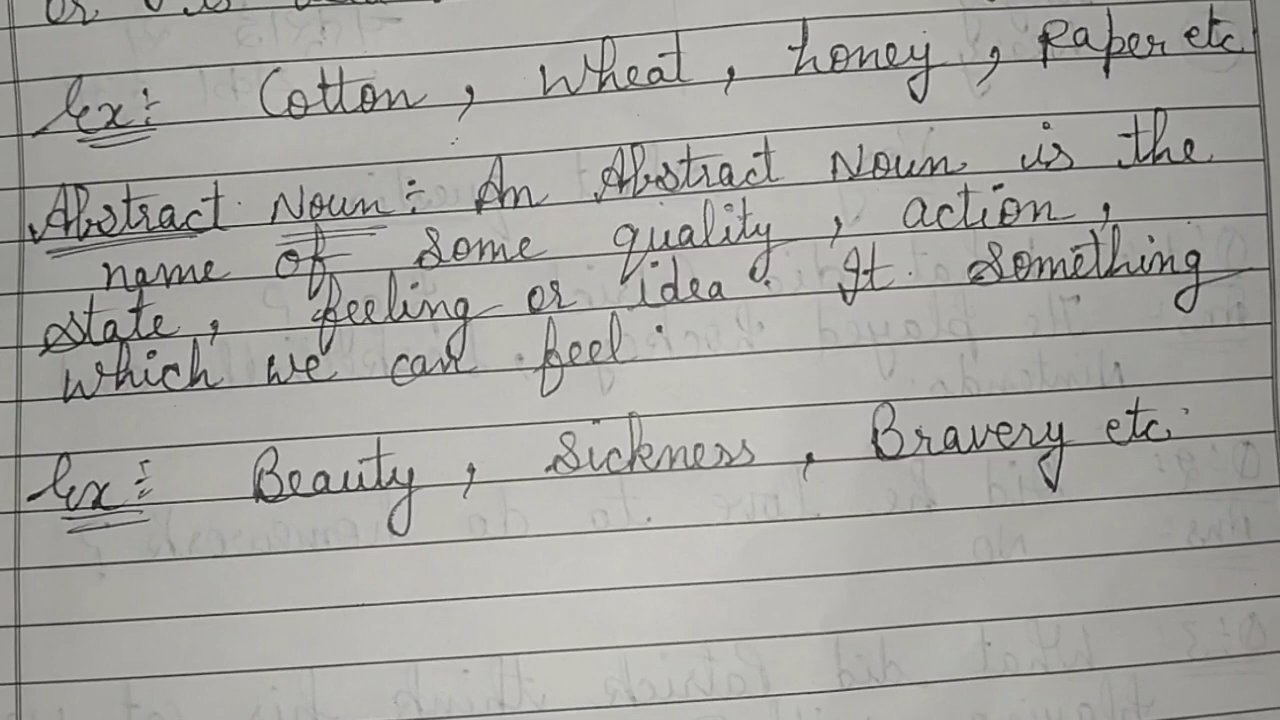 or
Ex:- Cotton, Wheat, honey, Paper etc
Abstract Noun:- An Abstract Noun is the
name of some quality, action,
state, feeling or idea. It something
which we can feel.
Ex:- Beauty, Sickness, Bravery etc.